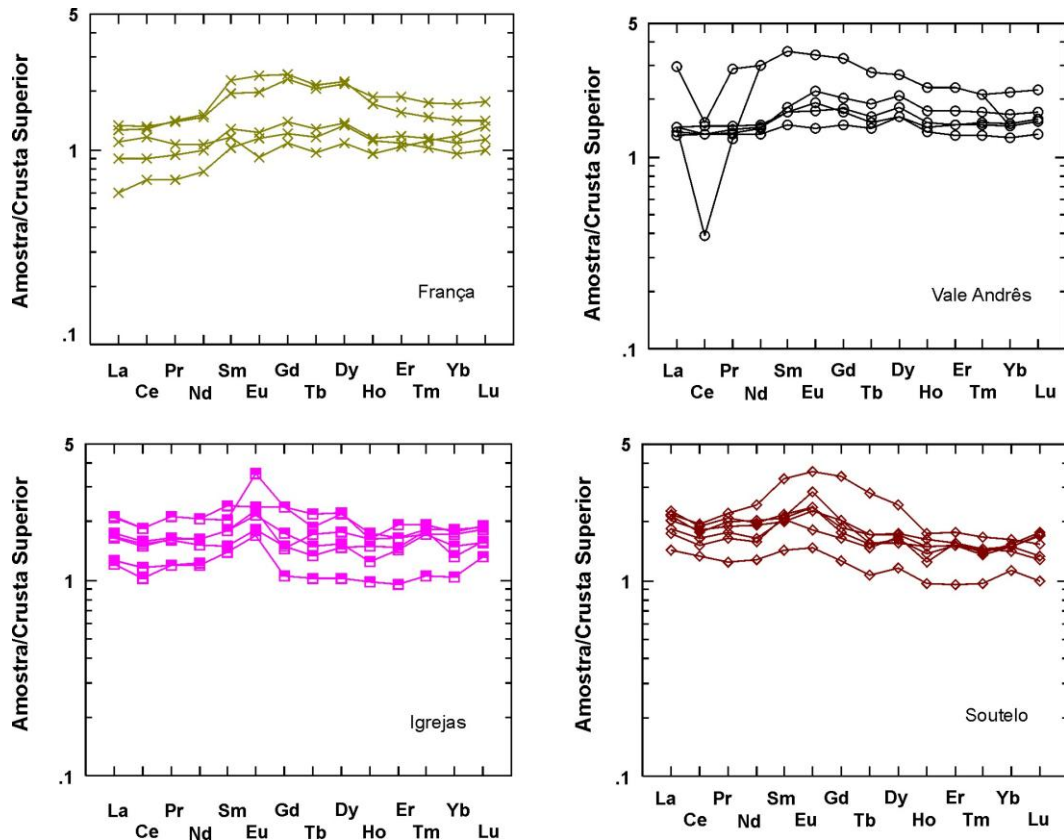 5
Amostra/Crusta Superior
1
França
.1
La Pr Sm Gd Dy Er Yb
Ce Nd Eu Tb Ho Tm Lu
5
Amostra/Crusta Superior
1
Vale Andrês
.1
La Pr Sm Gd Dy Er Yb
Ce Nd Eu Tb Ho Tm Lu
5
Amostra/Crusta Superior
1
Igrejas
.1
La Pr Sm Gd Dy Er Yb
Ce Nd Eu Tb Ho Tm Lu
5
Amostra/Crusta Superior
1
Soutelo
.1
La Pr Sm Gd Dy Er Yb
Ce Nd Eu Tb Ho Tm Lu